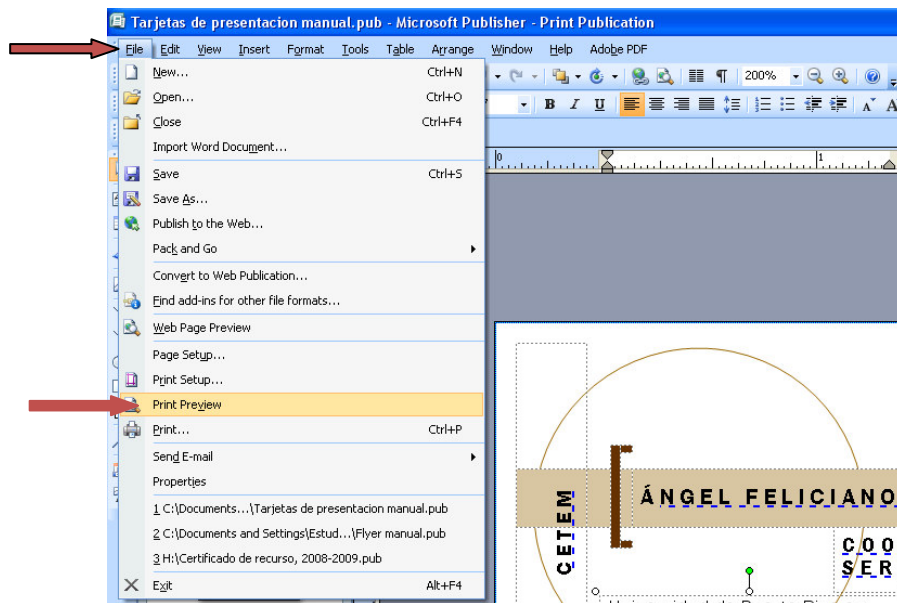 Tarjetas de presentacion manual.pub - Microsoft Publisher - Print Publication
File Edit View Insert Format Tools Table Arrange Window Help Adobe PDF
New... Ctrl+N
Open... Ctrl+O
Close Ctrl+F4
Import Word Document...
Save Ctrl+S
Save As...
Publish to the Web...
Pack and Go
Convert to Web Publication...
Find add-ins for other file formats...
Web Page Preview
Page Setup...
Print Setup...
Print Preview
Print... Ctrl+P
Send E-mail
Properties
1 C:\Documents...\Tarjetas de presentacion manual.pub
2 C:\Documents and Settings\Estud...\Flyer manual.pub
3 H:\Certificado de recurso, 2008-2009.pub
Exit Alt+F4
200%
B I U
0 1
CETEM
ÁNGEL FELICIANO
COO
SER